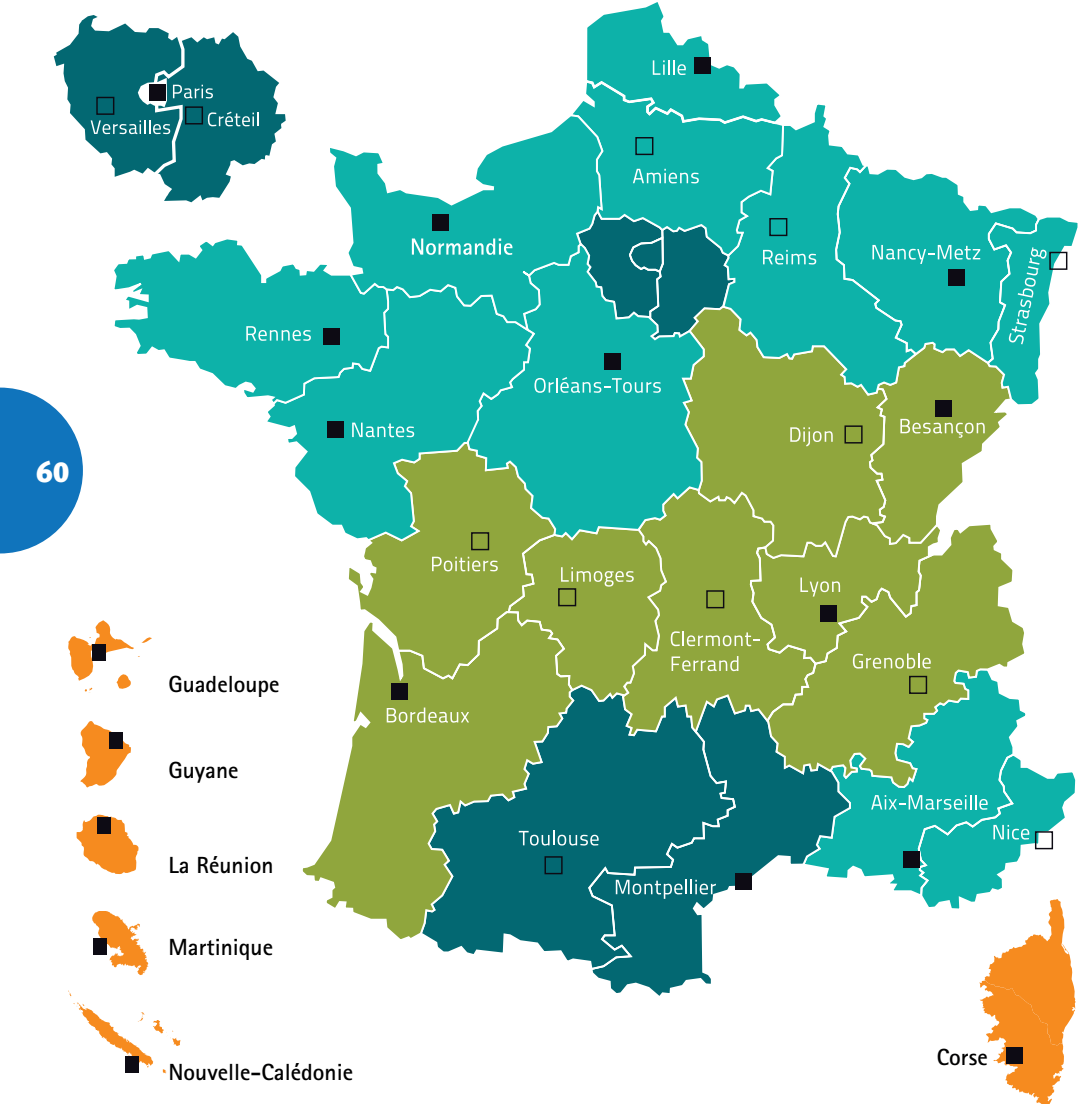 Lille
Paris
Créteil
Versailles
Amiens
Normandie
Reims
Nancy-Metz
Strasbourg
Rennes
Orléans-Tours
Nantes
Dijon
Besançon
60
Poitiers
Limoges
Lyon
Clermont-
Ferrand
Grenoble
Guadeloupe
Bordeaux
Guyane
Aix-Marseille
Nice
Toulouse
La Réunion
Montpellier
Martinique
Corse
Nouvelle-Calédonie